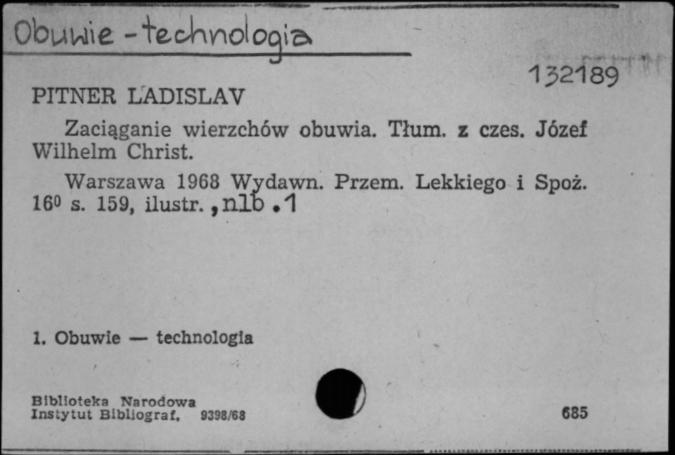 Obuwie - technologia
132189
PITNER LADISLAV
Zaciąganie wierzchów obuwia. Tłum. z czes. Józef
Wilhelm Christ.
Warszawa 1968 Wydawn. Przem. Lekkiego i Spoż.
16⁰ s. 159, ilustr. , nlb . 1
1. Obuwie — technologia
Biblioteka Narodowa
Instytut Bibliograf. 9398/68
685